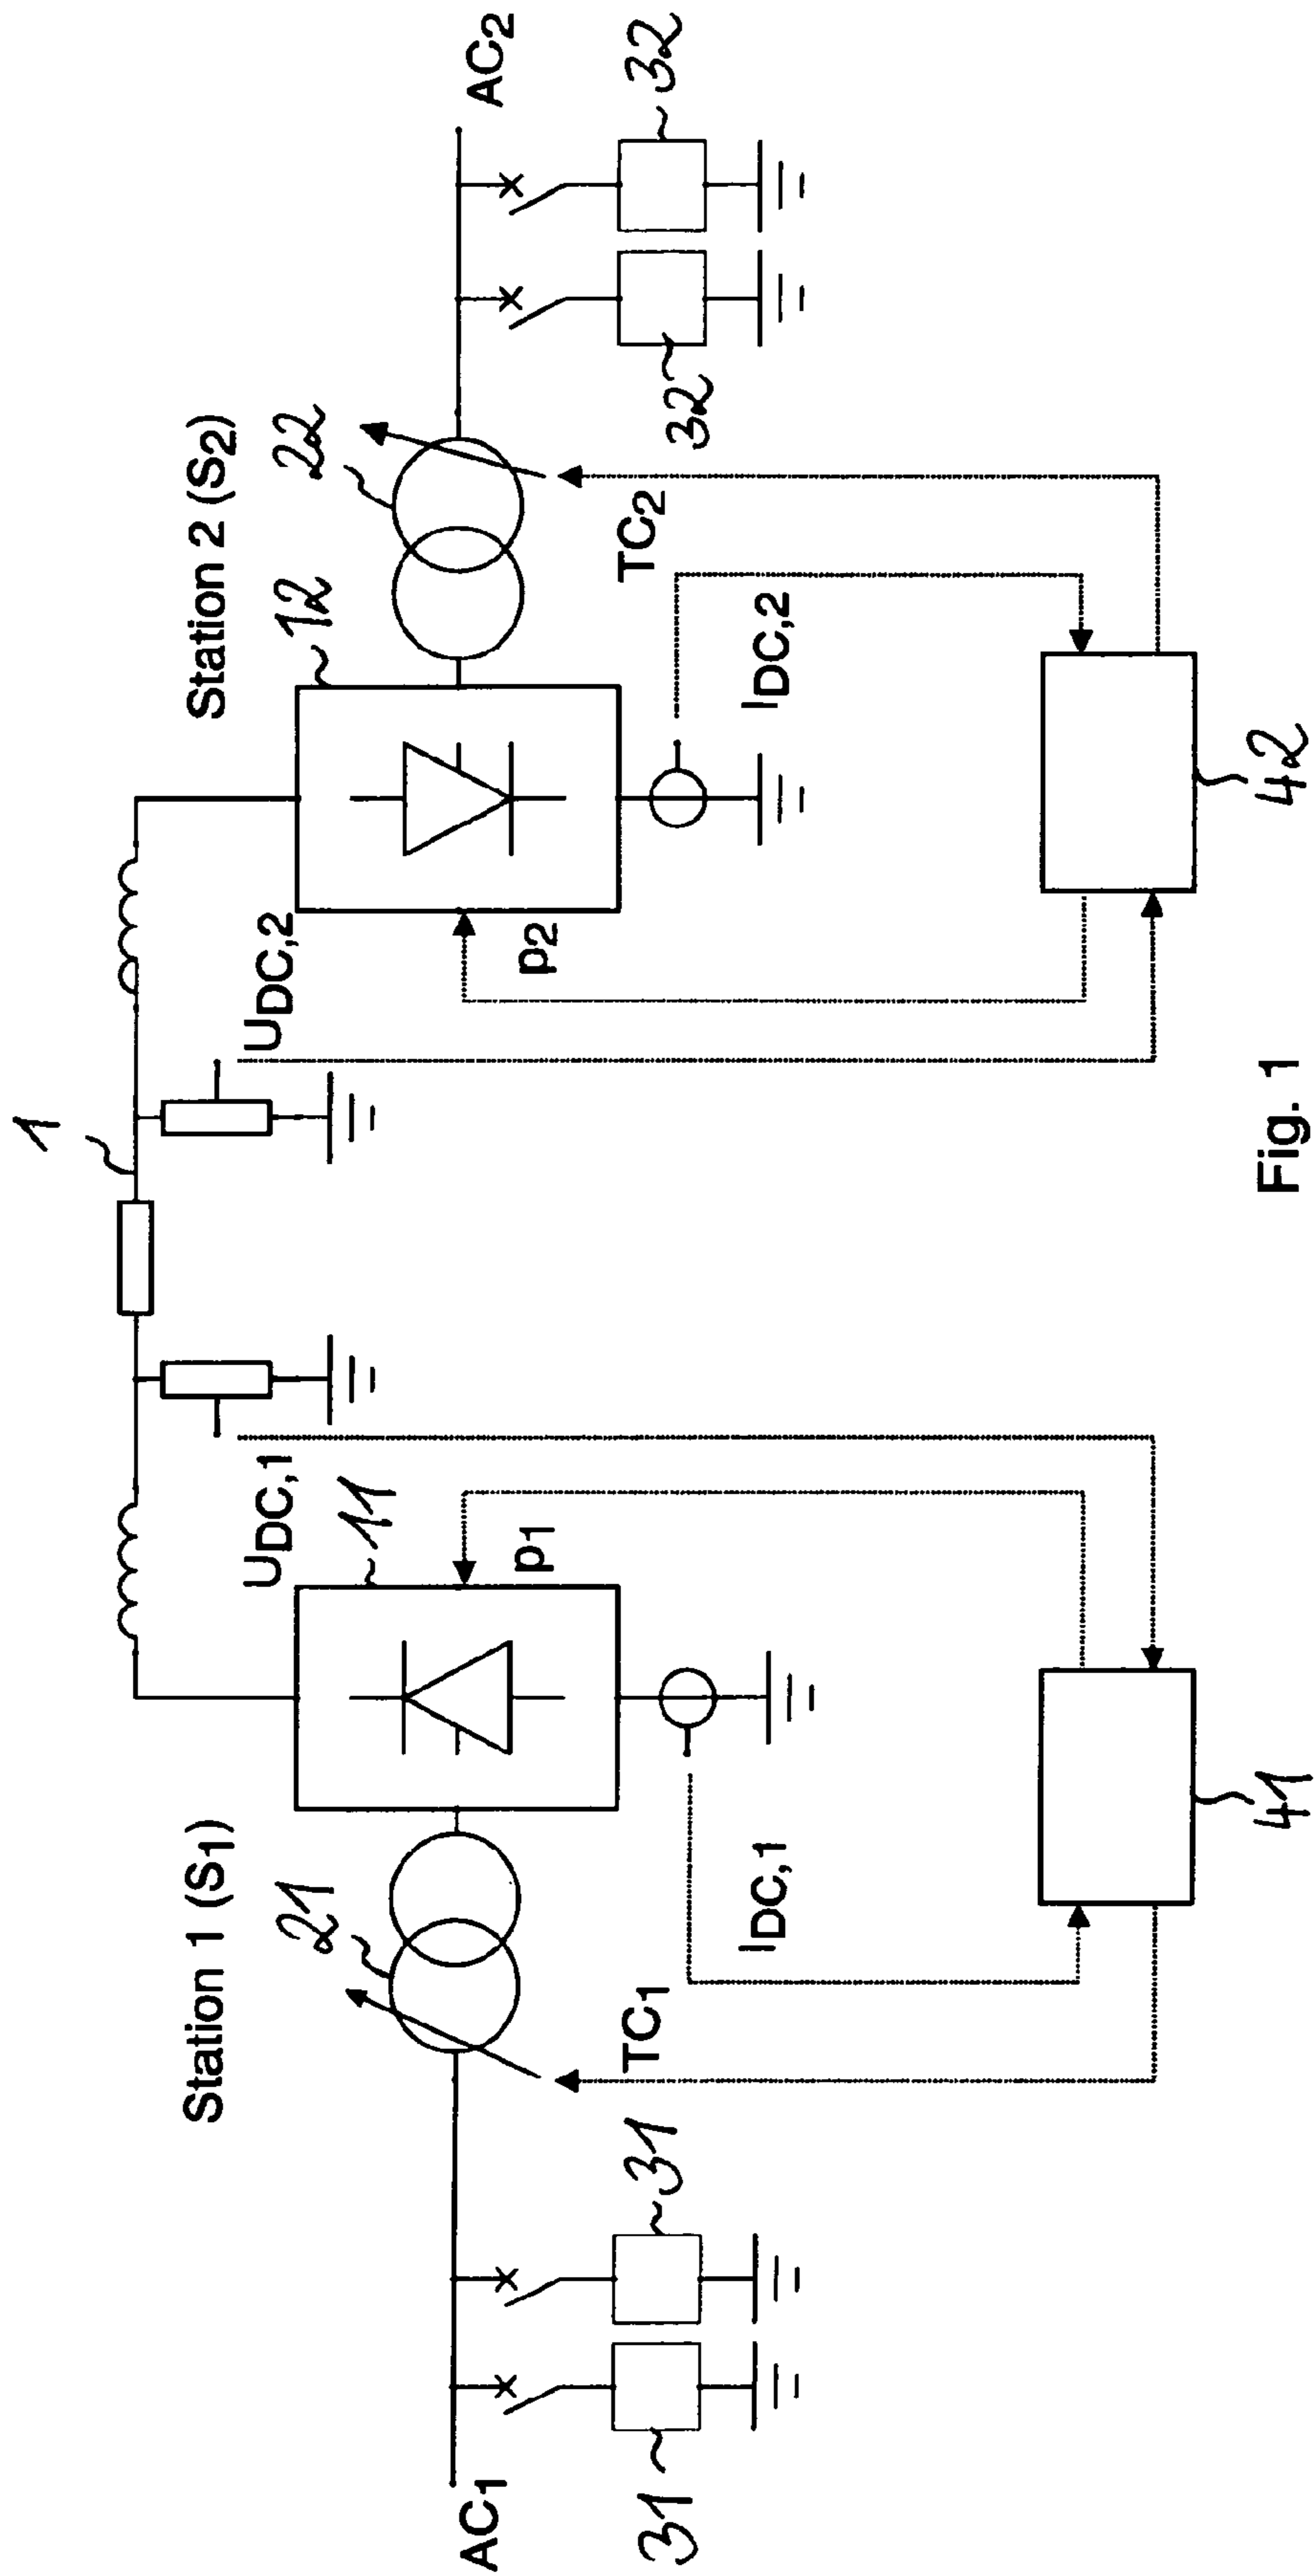 1
Station 1 (S1)
Station 2 (S2)
UDC,1
UDC,2
21
11
12
22
AC1
AC2
p1
p2
31
31
TC1
TC2
32
32
IDC,1
IDC,2
41
42
Fig. 1